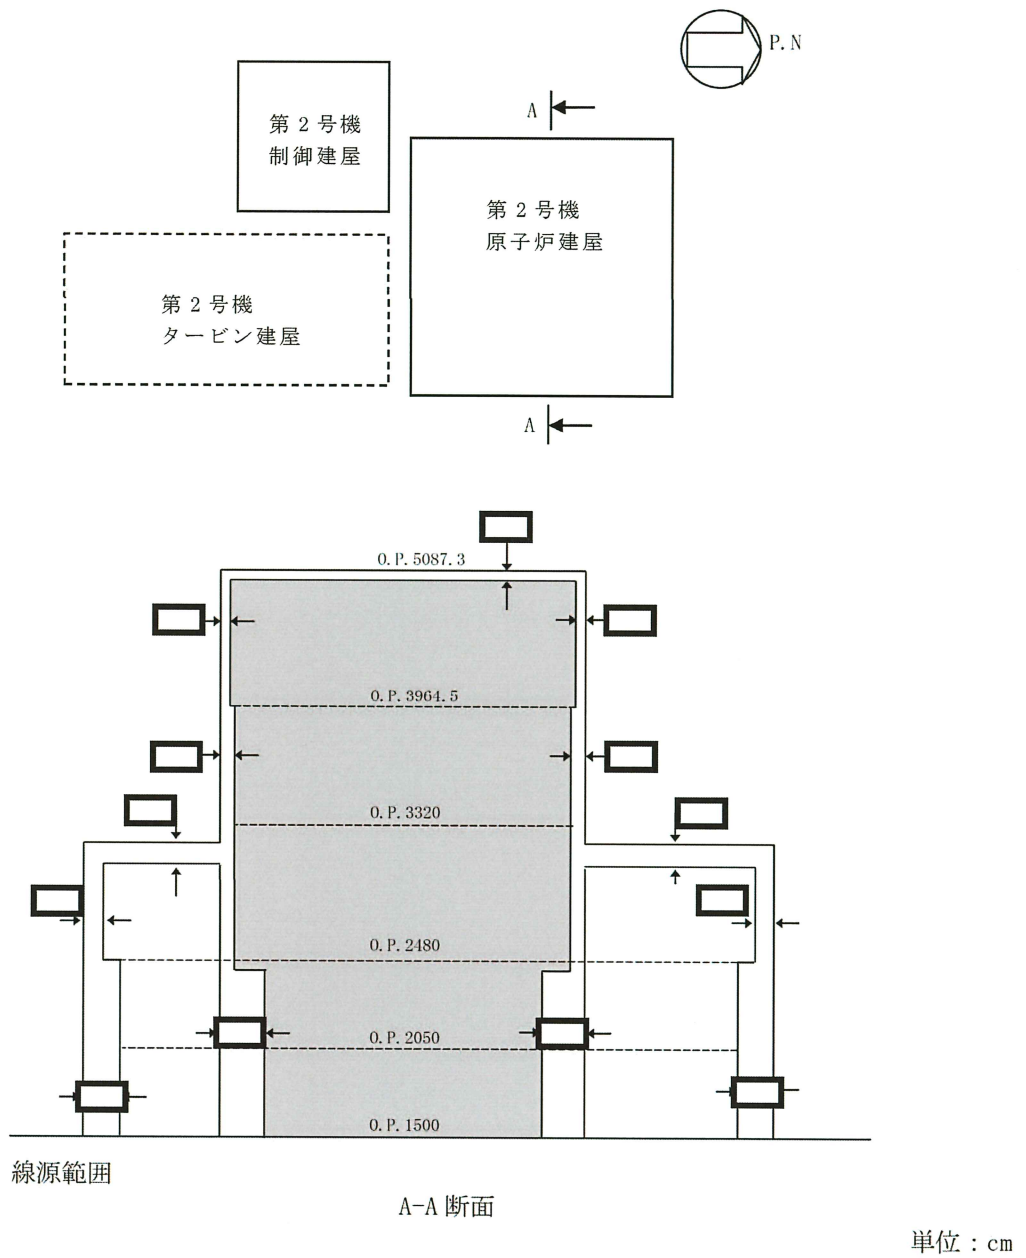 P.N
第2号機
制御建屋
A
第2号機
原子炉建屋
第2号機
タービン建屋
A
O.P.5087.3
O.P.3964.5
O.P.3320
O.P.2480
O.P.2050
O.P.1500
線源範囲
A-A 断面
単位：cm